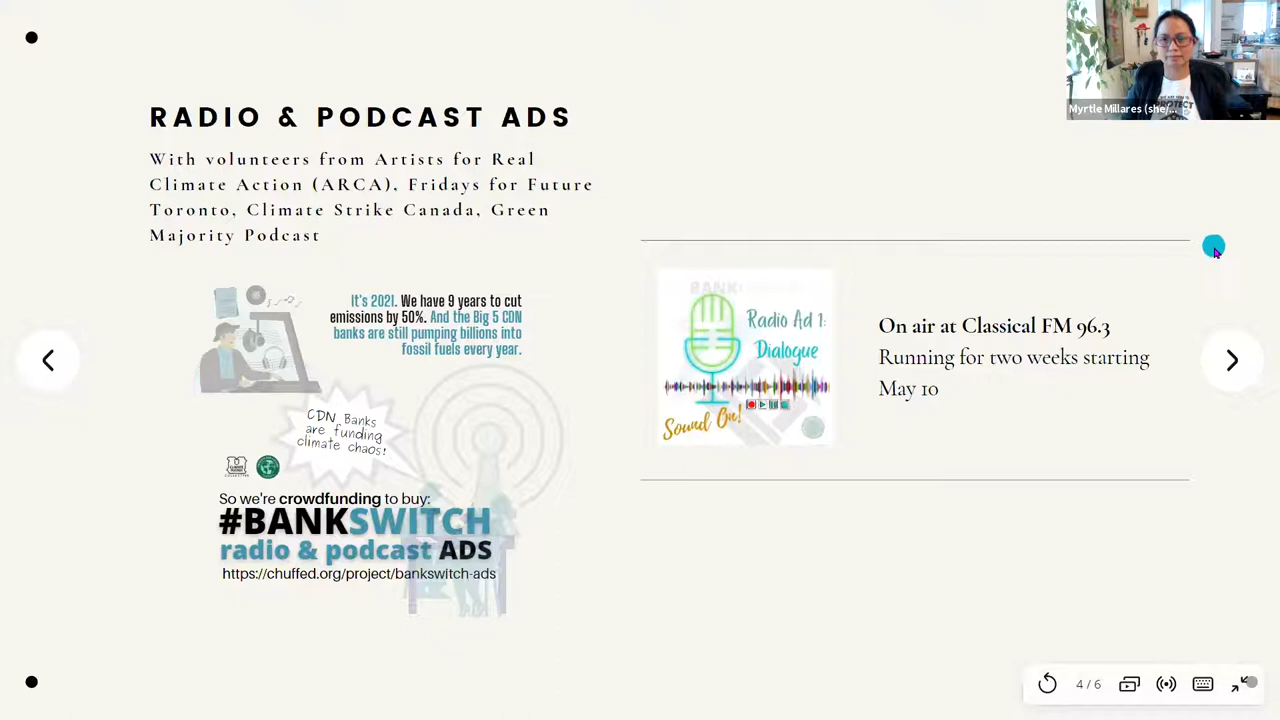 RADIO & PODCAST ADS
With volunteers from Artists for Real
Climate Action (ARCA), Fridays for Future
Toronto, Climate Strike Canada, Green
Majority Podcast
It's 2021. We have 9 years to cut
emissions by 50%. And the Big 5 CDN
banks are still pumping billions into
fossil fuels every year.
CDN Banks
are funding
climate chaos!
So we're crowdfunding to buy:
#BANKSWITCH
radio & podcast ADS
https://chuffed.org/project/bankswitch-ads
BANK
Radio Ad 1:
Dialogue
Sound On!
On air at Classical FM 96.3
Running for two weeks starting
May 10
Myrtle Millares (she/...
PROTECT
4/6